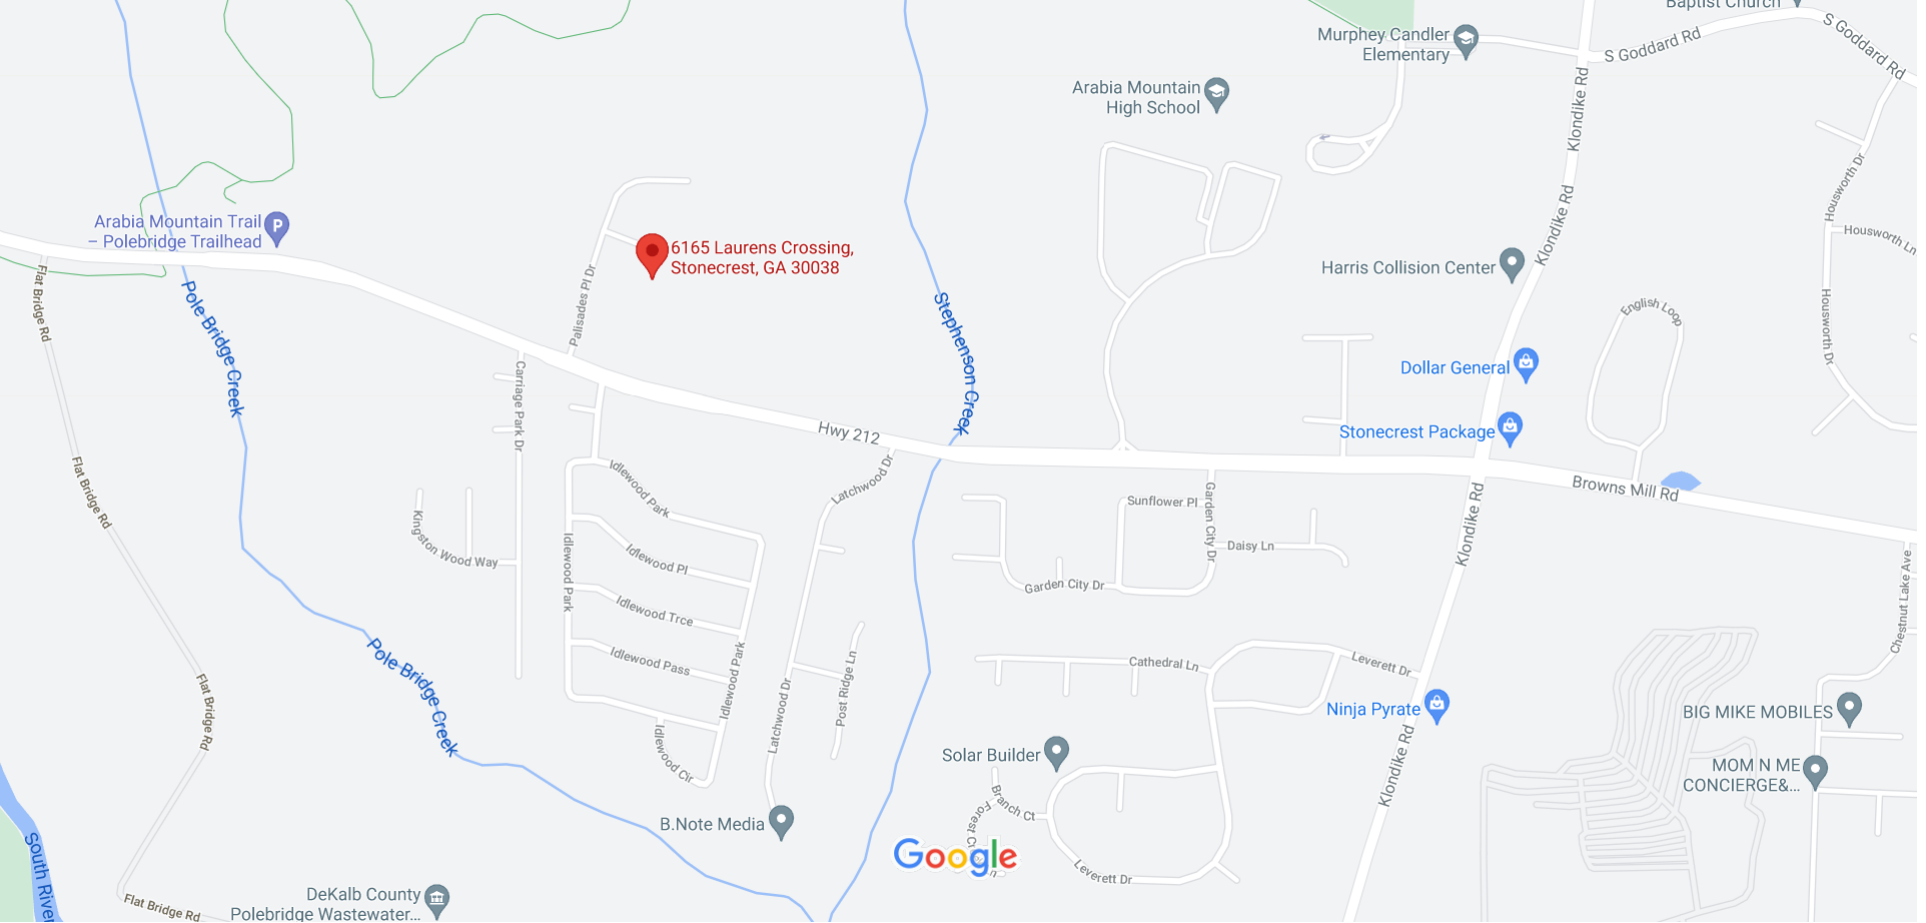 Baptist Church
S Goddard Rd
S Goddard Rd
Murphey Candler
Elementary
Klondike Rd
Arabia Mountain
High School
Housworth Dr
Housworth Ln
Arabia Mountain Trail
– Polebridge Trailhead
6165 Laurens Crossing,
Stonecrest, GA 30038
Klondike Rd
Harris Collision Center
Flat Bridge Rd
Pole Bridge Creek
Palisades Pl Dr
Stephenson Creek
English Loop
Housworth Dr
Dollar General
Carriage Park Dr
Hwy 212
Stonecrest Package
Flat Bridge Rd
Idlewood Park
Latchwood Dr
Sunflower Pl
Garden City Dr
Klondike Rd
Browns Mill Rd
Kingston Wood Way
Idlewood Park
Idlewood Pl
Daisy Ln
Garden City Dr
Chestnut Lake Ave
Idlewood Trce
Pole Bridge Creek
Idlewood Pass
Idlewood Park
Post Ridge Ln
Cathedral Ln
Leverett Dr
Flat Bridge Rd
Latchwood Dr
Ninja Pyrate
BIG MIKE MOBILES
Idlewood Cir
Solar Builder
Klondike Rd
MOM N ME
CONCIERGE&...
Branch Ct
Forest Ct
B.Note Media
Google
South River
Leverett Dr
DeKalb County
Polebridge Wastewater...
Flat Bridge Rd